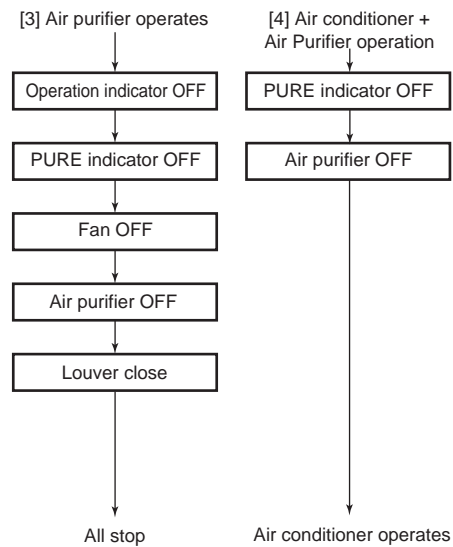 [3] Air purifier operates
Operation indicator OFF
PURE indicator OFF
Fan OFF
Air purifier OFF
Louver close
All stop
[4] Air conditioner +
Air Purifier operation
PURE indicator OFF
Air purifier OFF
Air conditioner operates